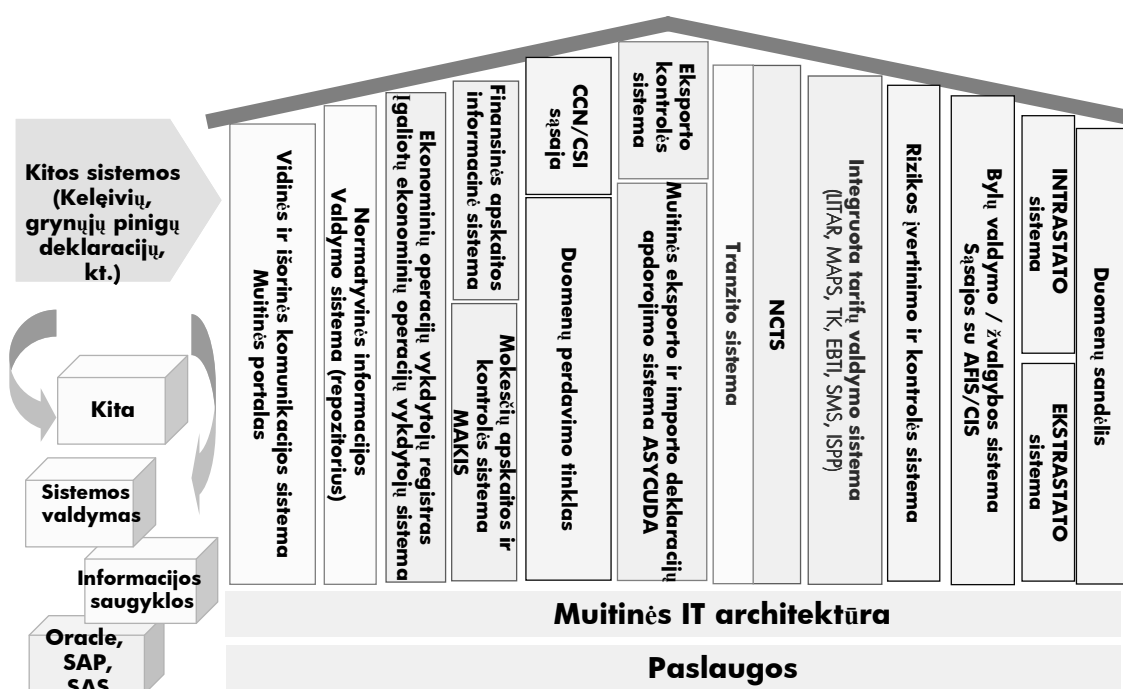 Kitos sistemos
(Kelęivių,
grynųjų pinigų
deklaracijų,
kt.)
Kita
Sistemos
valdymas
Informacijos
saugyklos
Oracle,
SAP,
SAS
Vidinės ir išorinės komunikacijos sistema
Muitinės portalas
Normatyvinės informacijos
Valdymo sistema (repozitorius)
Ekonominių operacijų vykdytojų registras
Įgaliotų ekonominių operacijų vykdytojų sistema
Finansinės apskaitos
informacinė sistema
Mokesčių apskaitos ir
kontrolės sistema
MAKIS
CCN/CSI
sąsaja
Duomenų perdavimo tinklas
Eksporto
kontrolės
sistema
Muitinės eksporto ir importo deklaracijų
apdorojimo sistema ASYCUDA
Tranzito sistema
NCTS
Integruota tarifų valdymo sistema
(LITAR, MAPS, TK, EBTI, SMS, ISPP)
Rizikos įvertinimo ir kontrolės sistema
Bylų valdymo / žvalgybos sistema
Sąsajos su AFIS/CIS
INTRASTATO
sistema
EKSTRASTATO
sistema
Duomenų sandėlis
Muitinės IT architektūra
Paslaugos